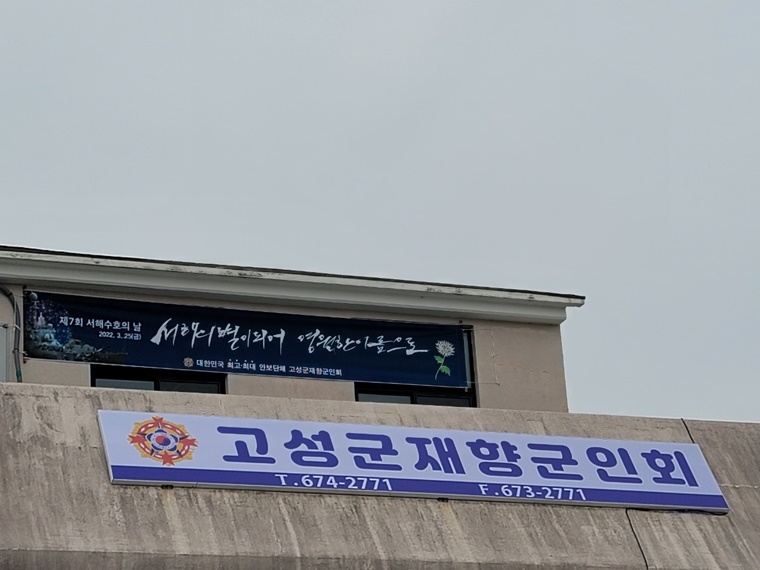 제7회 서해수호의 날
2022. 3. 25(금)
서해의 별이 되어 영원한 이름으로
대한민국 최고·최대 안보단체 고성군재향군인회
고성군재향군인회
T.674-2771 F.673-2771